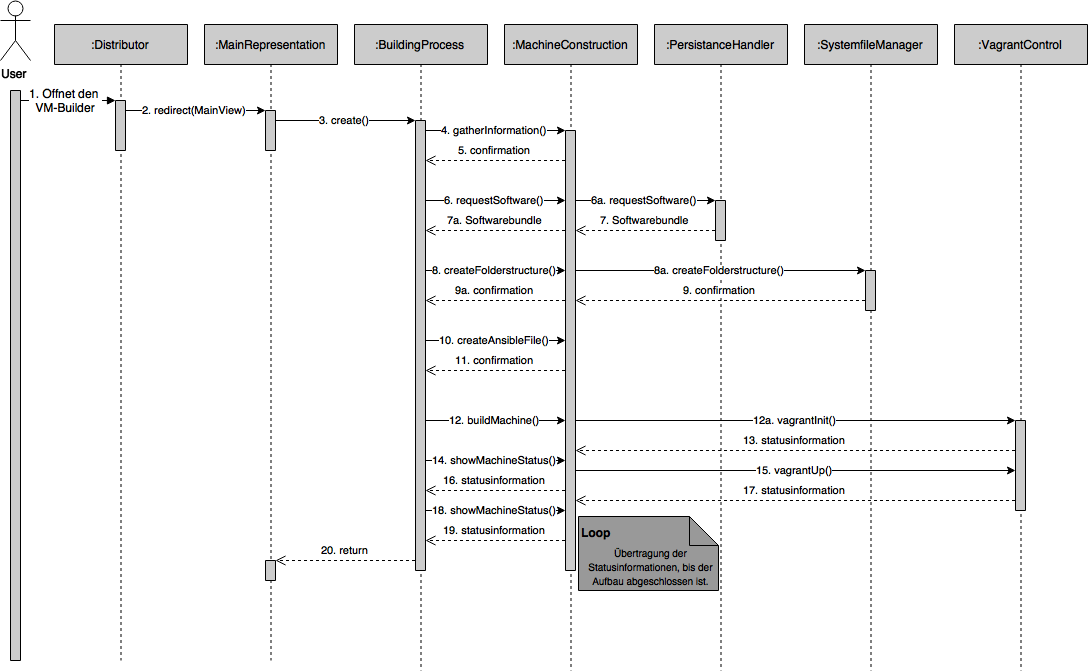 :Distributor
:MainRepresentation
:BuildingProcess
:MachineConstruction
:PersistanceHandler
:SystemfileManager
:VagrantControl
User
1. Öffnet den
VM-Builder
2. redirect(MainView)
3. create()
4. gatherInformation()
5. confirmation
6. requestSoftware()
6a. requestSoftware()
7a. Softwarebundle
7. Softwarebundle
8. createFolderstructure()
8a. createFolderstructure()
9a. confirmation
9. confirmation
10. createAnsibleFile()
11. confirmation
12. buildMachine()
12a. vagrantInit()
13. statusinformation
14. showMachineStatus()
15. vagrantUp()
16. statusinformation
17. statusinformation
18. showMachineStatus()
19. statusinformation
Loop
Übertragung der
Statusinformationen, bis der
Aufbau abgeschlossen ist.
20. return